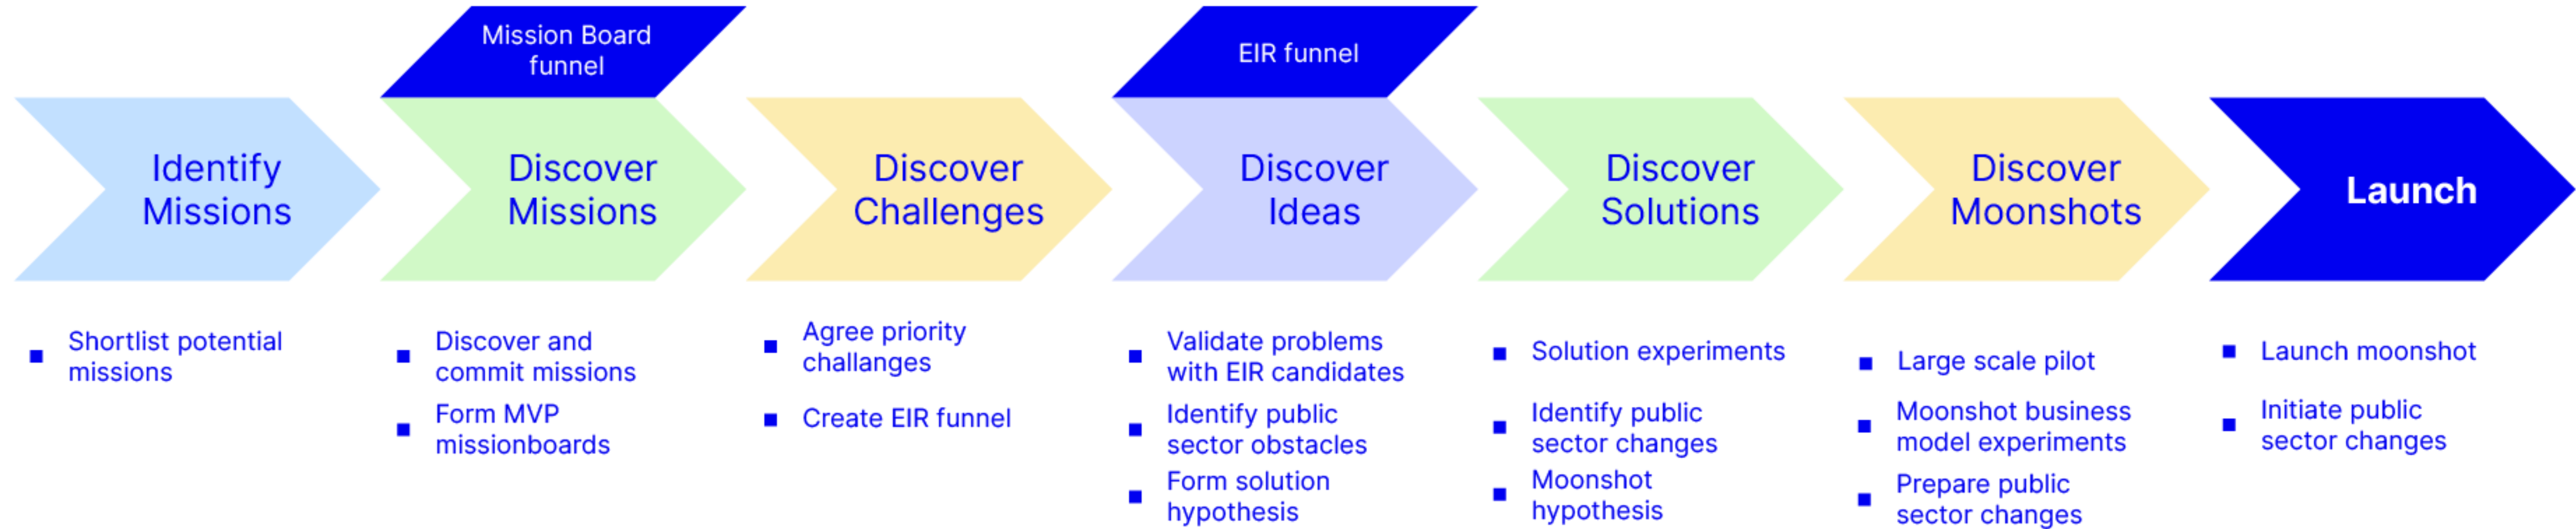 Mission Board
funnel
EIR funnel
Identify
Missions
Discover
Missions
Discover
Challenges
Discover
Ideas
Discover
Solutions
Discover
Moonshots
Launch
Shortlist potential
missions
Discover and
commit missions
Form MVP
missionboards
Agree priority
challanges
Create EIR funnel
Validate problems
with EIR candidates
Identify public
sector obstacles
Form solution
hypothesis
Solution experiments
Identify public
sector changes
Moonshot
hypothesis
Large scale pilot
Moonshot business
model experiments
Prepare public
sector changes
Launch moonshot
Initiate public
sector changes